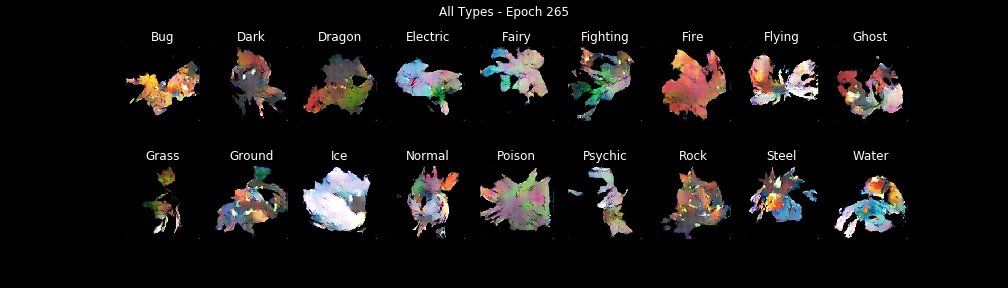 All Types - Epoch 265
Bug Dark Dragon Electric Fairy Fighting Fire Flying Ghost
Grass Ground Ice Normal Poison Psychic Rock Steel Water